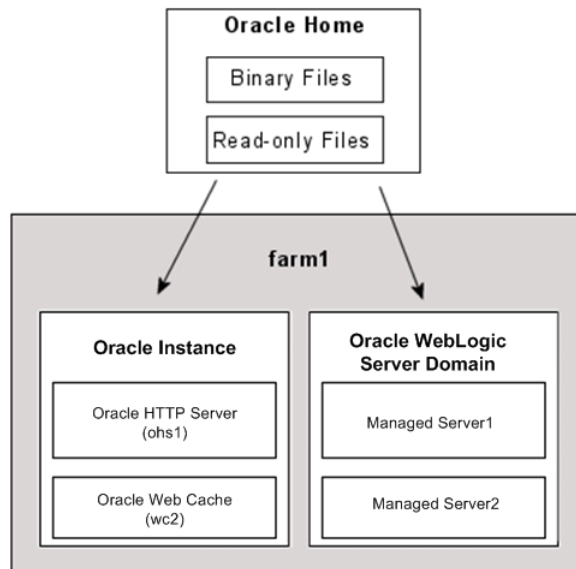 Oracle Home
Binary Files
Read-only Files
farm1
Oracle Instance
Oracle HTTP Server
(ohs1)
Oracle Web Cache
(wc2)
Oracle WebLogic
Server Domain
Managed Server1
Managed Server2